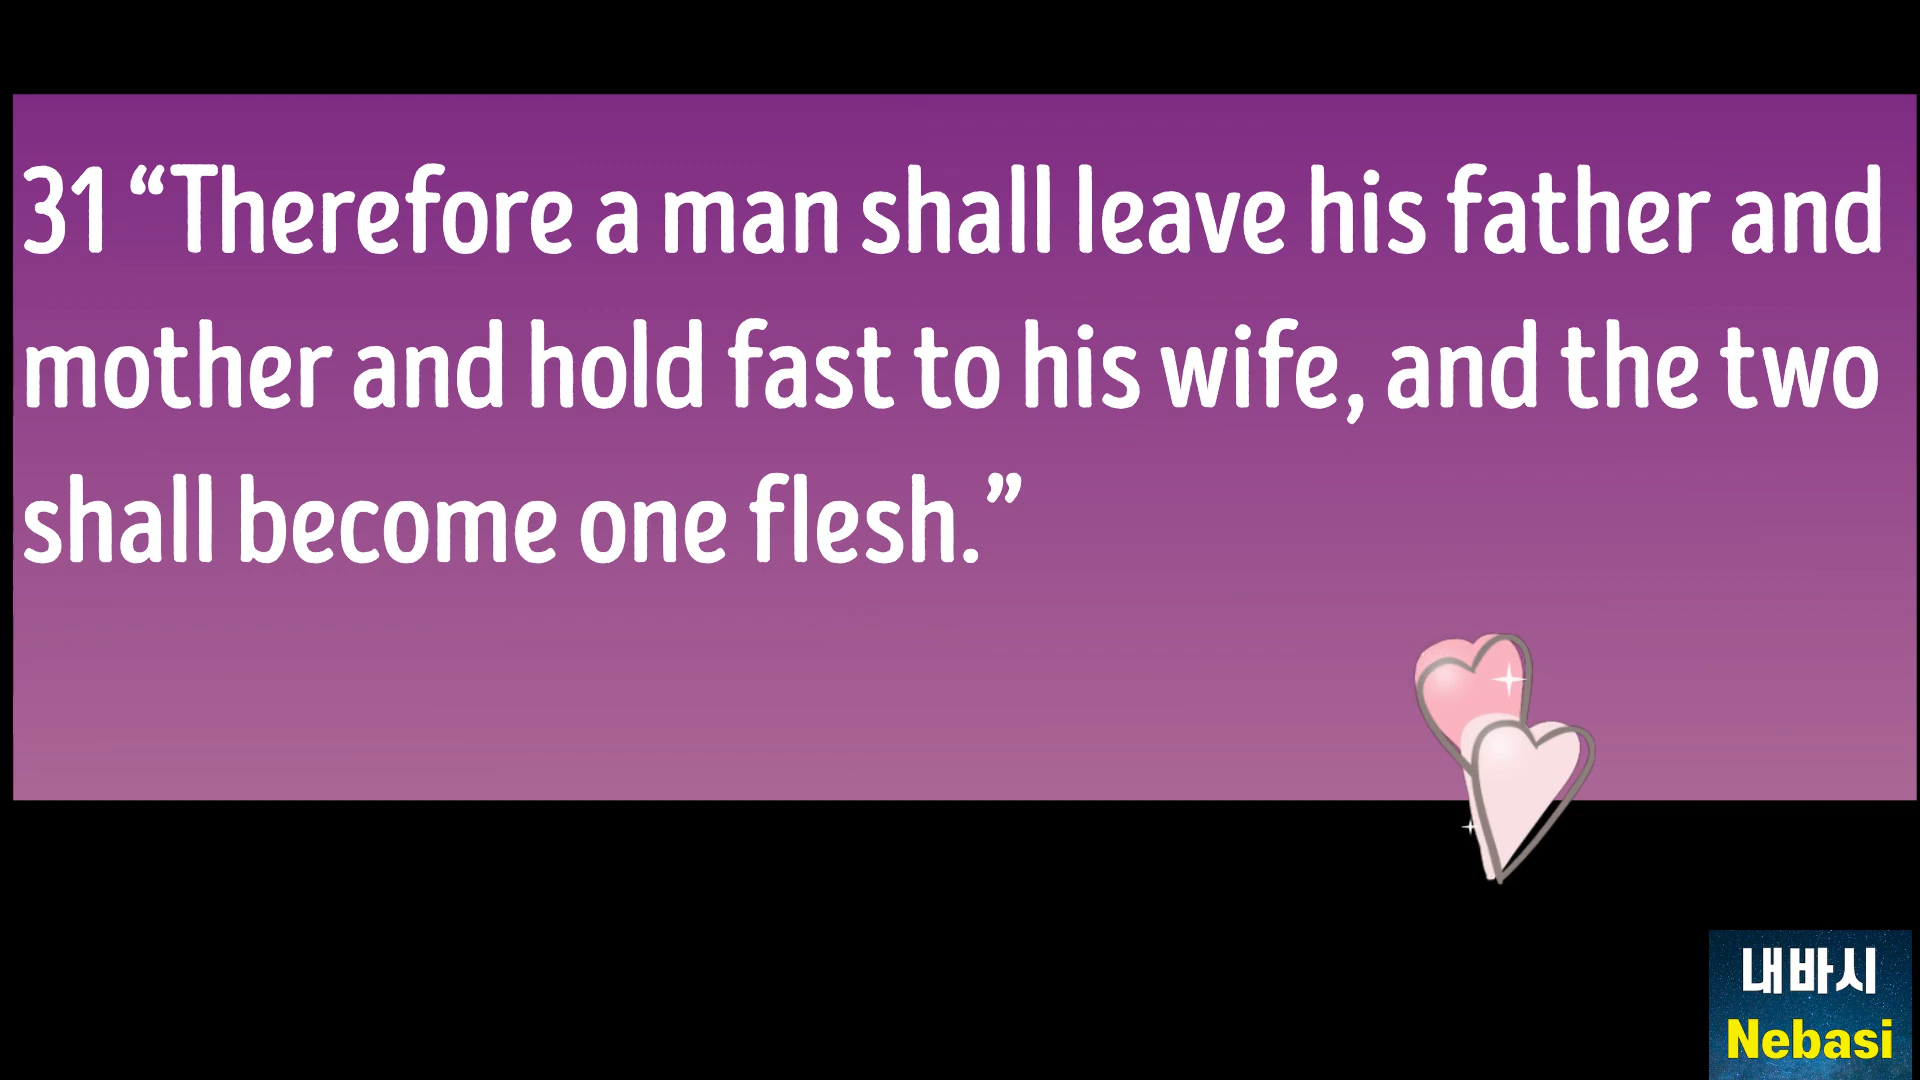 31 “Therefore a man shall leave his father and
mother and hold fast to his wife, and the two
shall become one flesh.”
내바시
Nebasi